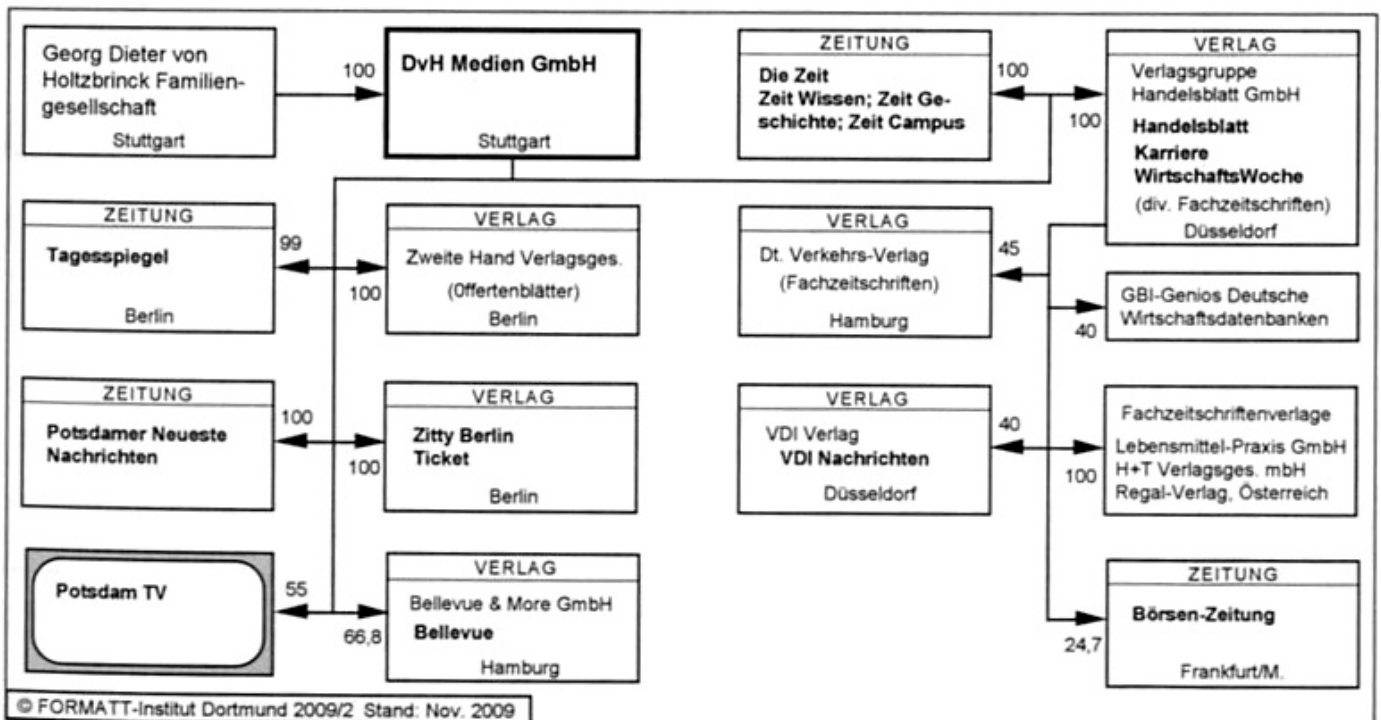 Georg Dieter von
Holtzbrinck Familien-
gesellschaft
Stuttgart
100
DvH Medien GmbH
Stuttgart
ZEITUNG
Die Zeit
Zeit Wissen; Zeit Ge-
schichte; Zeit Campus
100
100
VERLAG
Verlagsgruppe
Handelsblatt GmbH
Handelsblatt
Karriere
WirtschaftsWoche
(div. Fachzeitschriften)
Düsseldorf
ZEITUNG
Tagesspiegel
Berlin
99
100
VERLAG
Zweite Hand Verlagsges.
(Offertenblätter)
Berlin
VERLAG
Dt. Verkehrs-Verlag
(Fachzeitschriften)
Hamburg
45
40
GBI-Genios Deutsche
Wirtschaftsdatenbanken
ZEITUNG
Potsdamer Neueste
Nachrichten
100
100
VERLAG
Zitty Berlin
Ticket
Berlin
VERLAG
VDI Verlag
VDI Nachrichten
Düsseldorf
40
100
Fachzeitschriftenverlage
Lebensmittel-Praxis GmbH
H+T Verlagsges. mbH
Regal-Verlag, Österreich
Potsdam TV
55
66,8
VERLAG
Bellevue & More GmbH
Bellevue
Hamburg
24,7
ZEITUNG
Börsen-Zeitung
Frankfurt/M.
© FORMATT-Institut Dortmund 2009/2 Stand: Nov. 2009